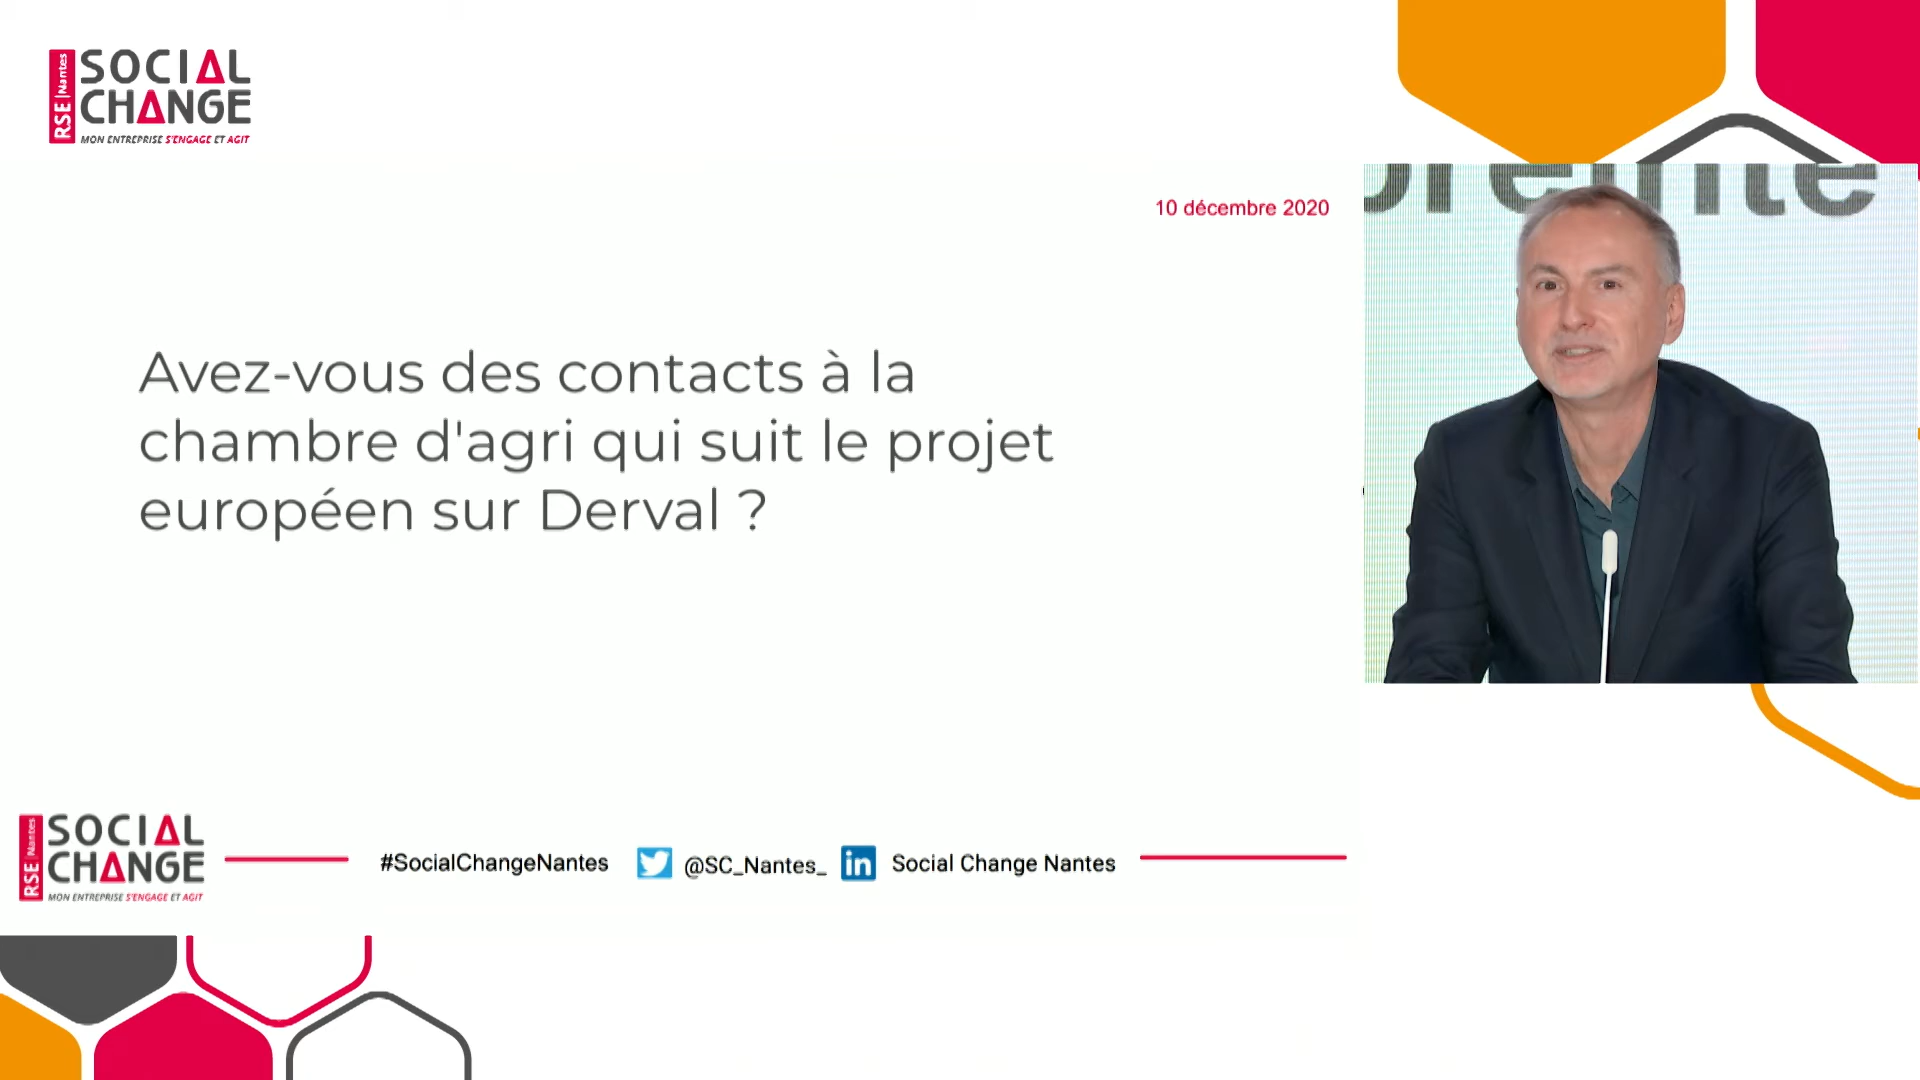 RSE|Nantes
SOCIAL
CHANGE
MON ENTREPRISE S'ENGAGE ET AGIT
10 décembre 2020
preinte
Avez-vous des contacts à la
chambre d'agri qui suit le projet
européen sur Derval ?
RSE|Nantes
SOCIAL
CHANGE
MON ENTREPRISE S'ENGAGE ET AGIT
#SocialChangeNantes
@SC_Nantes_
in
Social Change Nantes